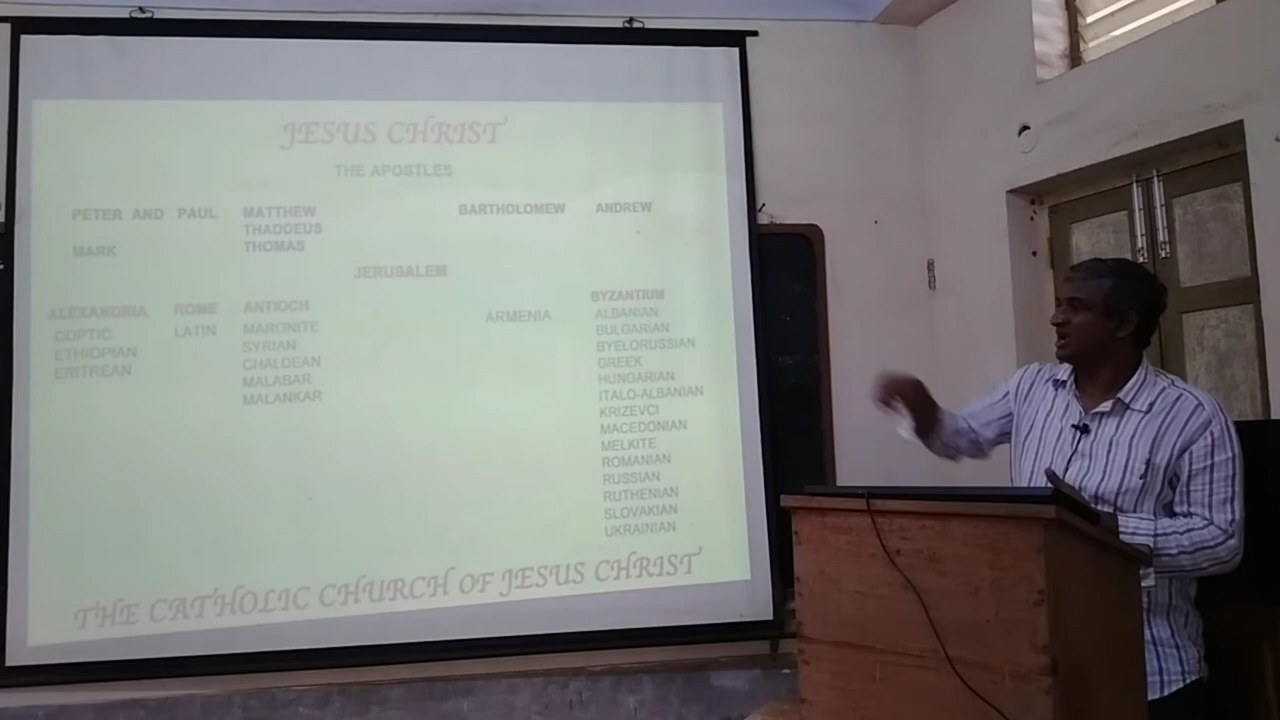 JESUS CHRIST
THE APOSTLES
PETER AND PAUL MATTHEW BARTHOLOMEW ANDREW
THADDEUS
MARK THOMAS
JERUSALEM
ALEXANDRIA ROME ANTIOCH ARMENIA BYZANTIUM
COPTIC LATIN MARONITE ALBANIAN
ETHIOPIAN SYRIAN BULGARIAN
ERITREAN CHALDEAN BYELORUSSIAN
MALABAR GREEK
MALANKAR HUNGARIAN
ITALO-ALBANIAN
KRIZEVCI
MACEDONIAN
MELKITE
ROMANIAN
RUSSIAN
RUTHENIAN
SLOVAKIAN
UKRAINIAN
THE CATHOLIC CHURCH OF JESUS CHRIST